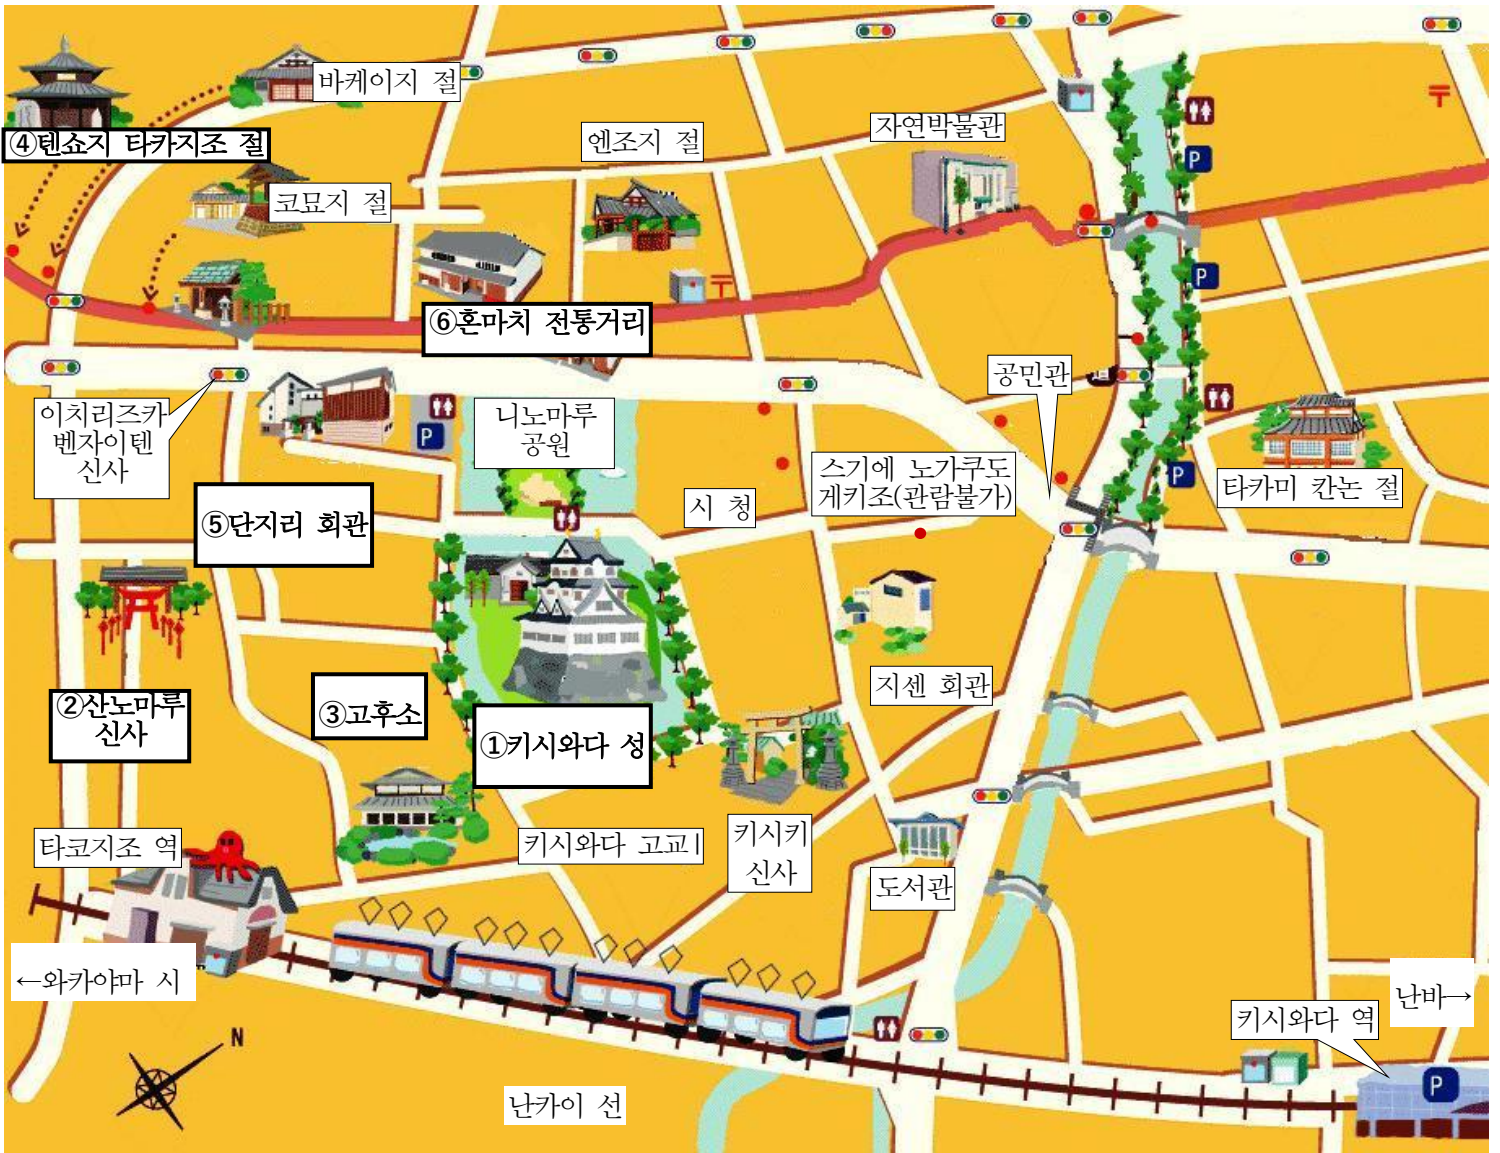 바케이지 절
④텐쇼지 타카지조 절
엔조지 절
자연박물관
〒
P
코묘지 절
P
〒
⑥혼마치 전통거리
공민관
이치리즈카
벤자이텐
신사
P
니노마루
공원
스기에 노가쿠도
게키조(관람불가)
P
타카미 칸논 절
시 청
⑤단지리 회관
②산노마루
신사
③고후소
①키시와다 성
지센 회관
타코지조 역
키시와다 고교|
키시키
신사
도서관
←와카야마 시
난바→
키시와다 역
N
P
난카이 선